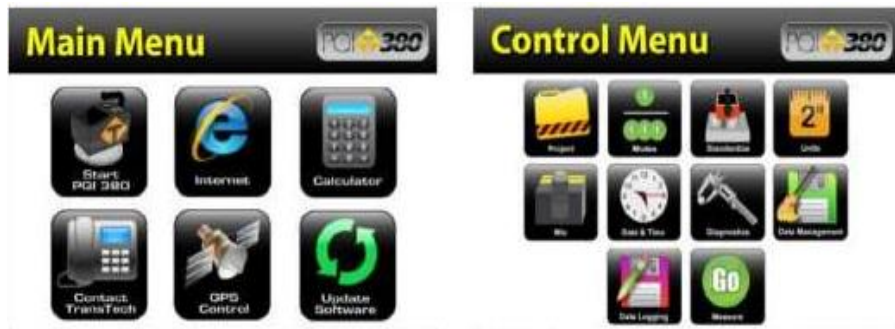 Main Menu
PQI 380
Start
PQI 380
Internet
Calculator
Contact
TransTech
GPS
Control
Update
Software
Control Menu
PQI 380
Project
Modes
Standardize
2"
Units
Mix
Date & Time
Diagnostics
Data Management
Data Logging
Go
Measure